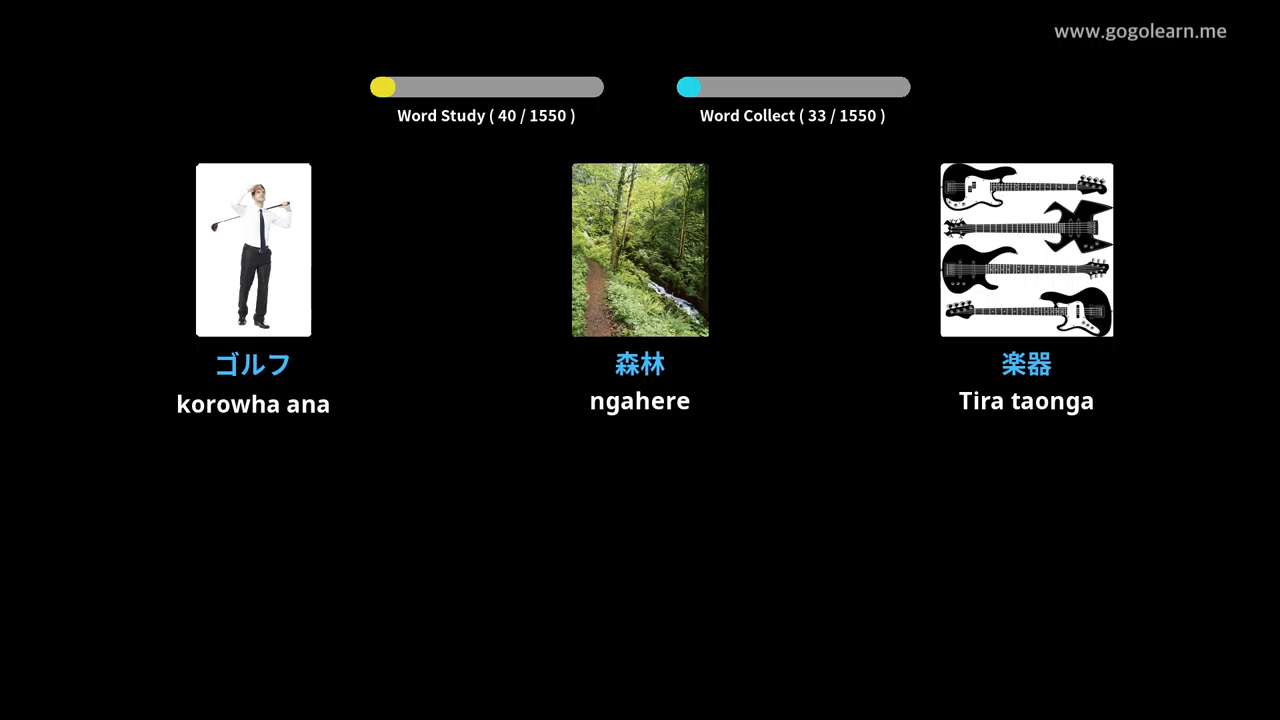 www.gogolearn.me
Word Study ( 40 / 1550 )
Word Collect ( 33 / 1550 )
ゴルフ
korowha ana
森林
ngahere
楽器
Tira taonga